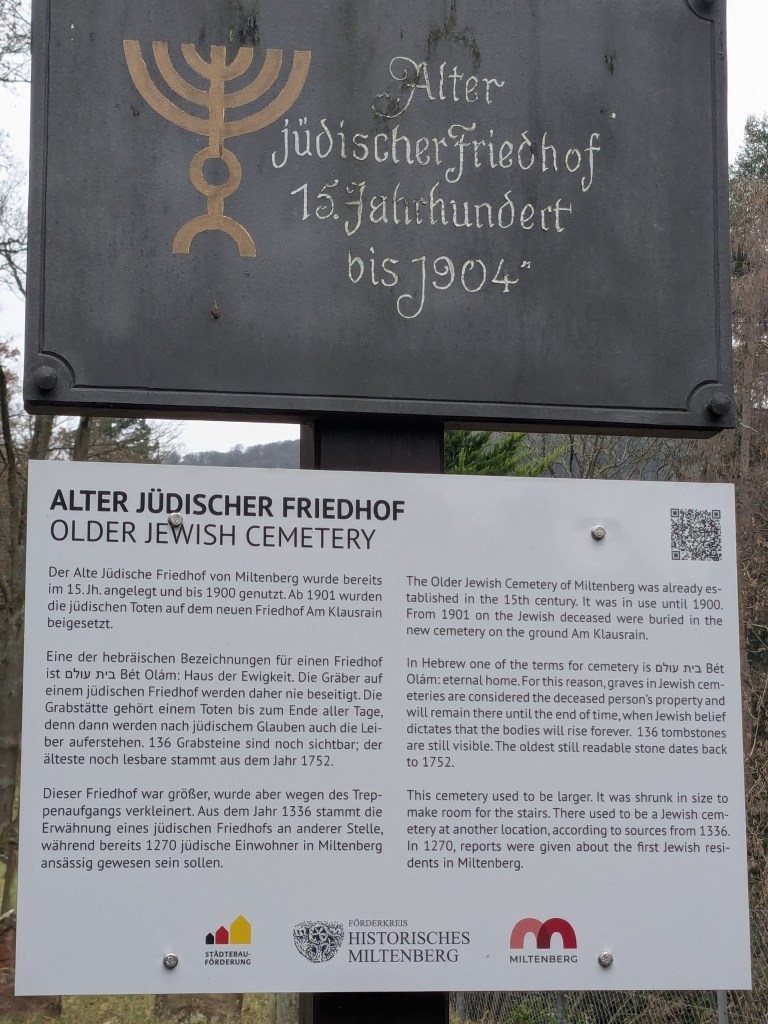 Alter
jüdischer Friedhof
15. Jahrhundert
bis 1904"
ALTER JÜDISCHER FRIEDHOF
OLDER JEWISH CEMETERY
Der Alte Jüdische Friedhof von Miltenberg wurde bereits
im 15. Jh. angelegt und bis 1900 genutzt. Ab 1901 wurden
die jüdischen Toten auf dem neuen Friedhof Am Klausrain
beigesetzt.
Eine der hebräischen Bezeichnungen für einen Friedhof
ist בית עולם Bét Olám: Haus der Ewigkeit. Die Gräber auf
einem jüdischen Friedhof werden daher nie beseitigt. Die
Grabstätte gehört einem Toten bis zum Ende aller Tage,
denn dann werden nach jüdischem Glauben auch die Lei-
ber auferstehen. 136 Grabsteine sind noch sichtbar; der
älteste noch lesbare stammt aus dem Jahr 1752.
Dieser Friedhof war größer, wurde aber wegen des Trep-
penaufgangs verkleinert. Aus dem Jahr 1336 stammt die
Erwähnung eines jüdischen Friedhofs an anderer Stelle,
während bereits 1270 jüdische Einwohner in Miltenberg
ansässig gewesen sein sollen.
The Older Jewish Cemetery of Miltenberg was already es-
tablished in the 15th century. It was in use until 1900.
From 1901 on the Jewish deceased were buried in the
new cemetery on the ground Am Klausrain.
In Hebrew one of the terms for cemetery is בית עולם Bét
Olám: eternal home. For this reason, graves in Jewish cem-
eteries are considered the deceased person's property and
will remain there until the end of time, when Jewish belief
dictates that the bodies will rise forever. 136 tombstones
are still visible. The oldest still readable stone dates back
to 1752.
This cemetery used to be larger. It was shrunk in size to
make room for the stairs. There used to be a Jewish cem-
etery at another location, according to sources from 1336.
In 1270, reports were given about the first Jewish resi-
dents in Miltenberg.
STÄDTEBAU-
FÖRDERUNG
FÖRDERKREIS
HISTORISCHES
MILTENBERG
MILTENBERG